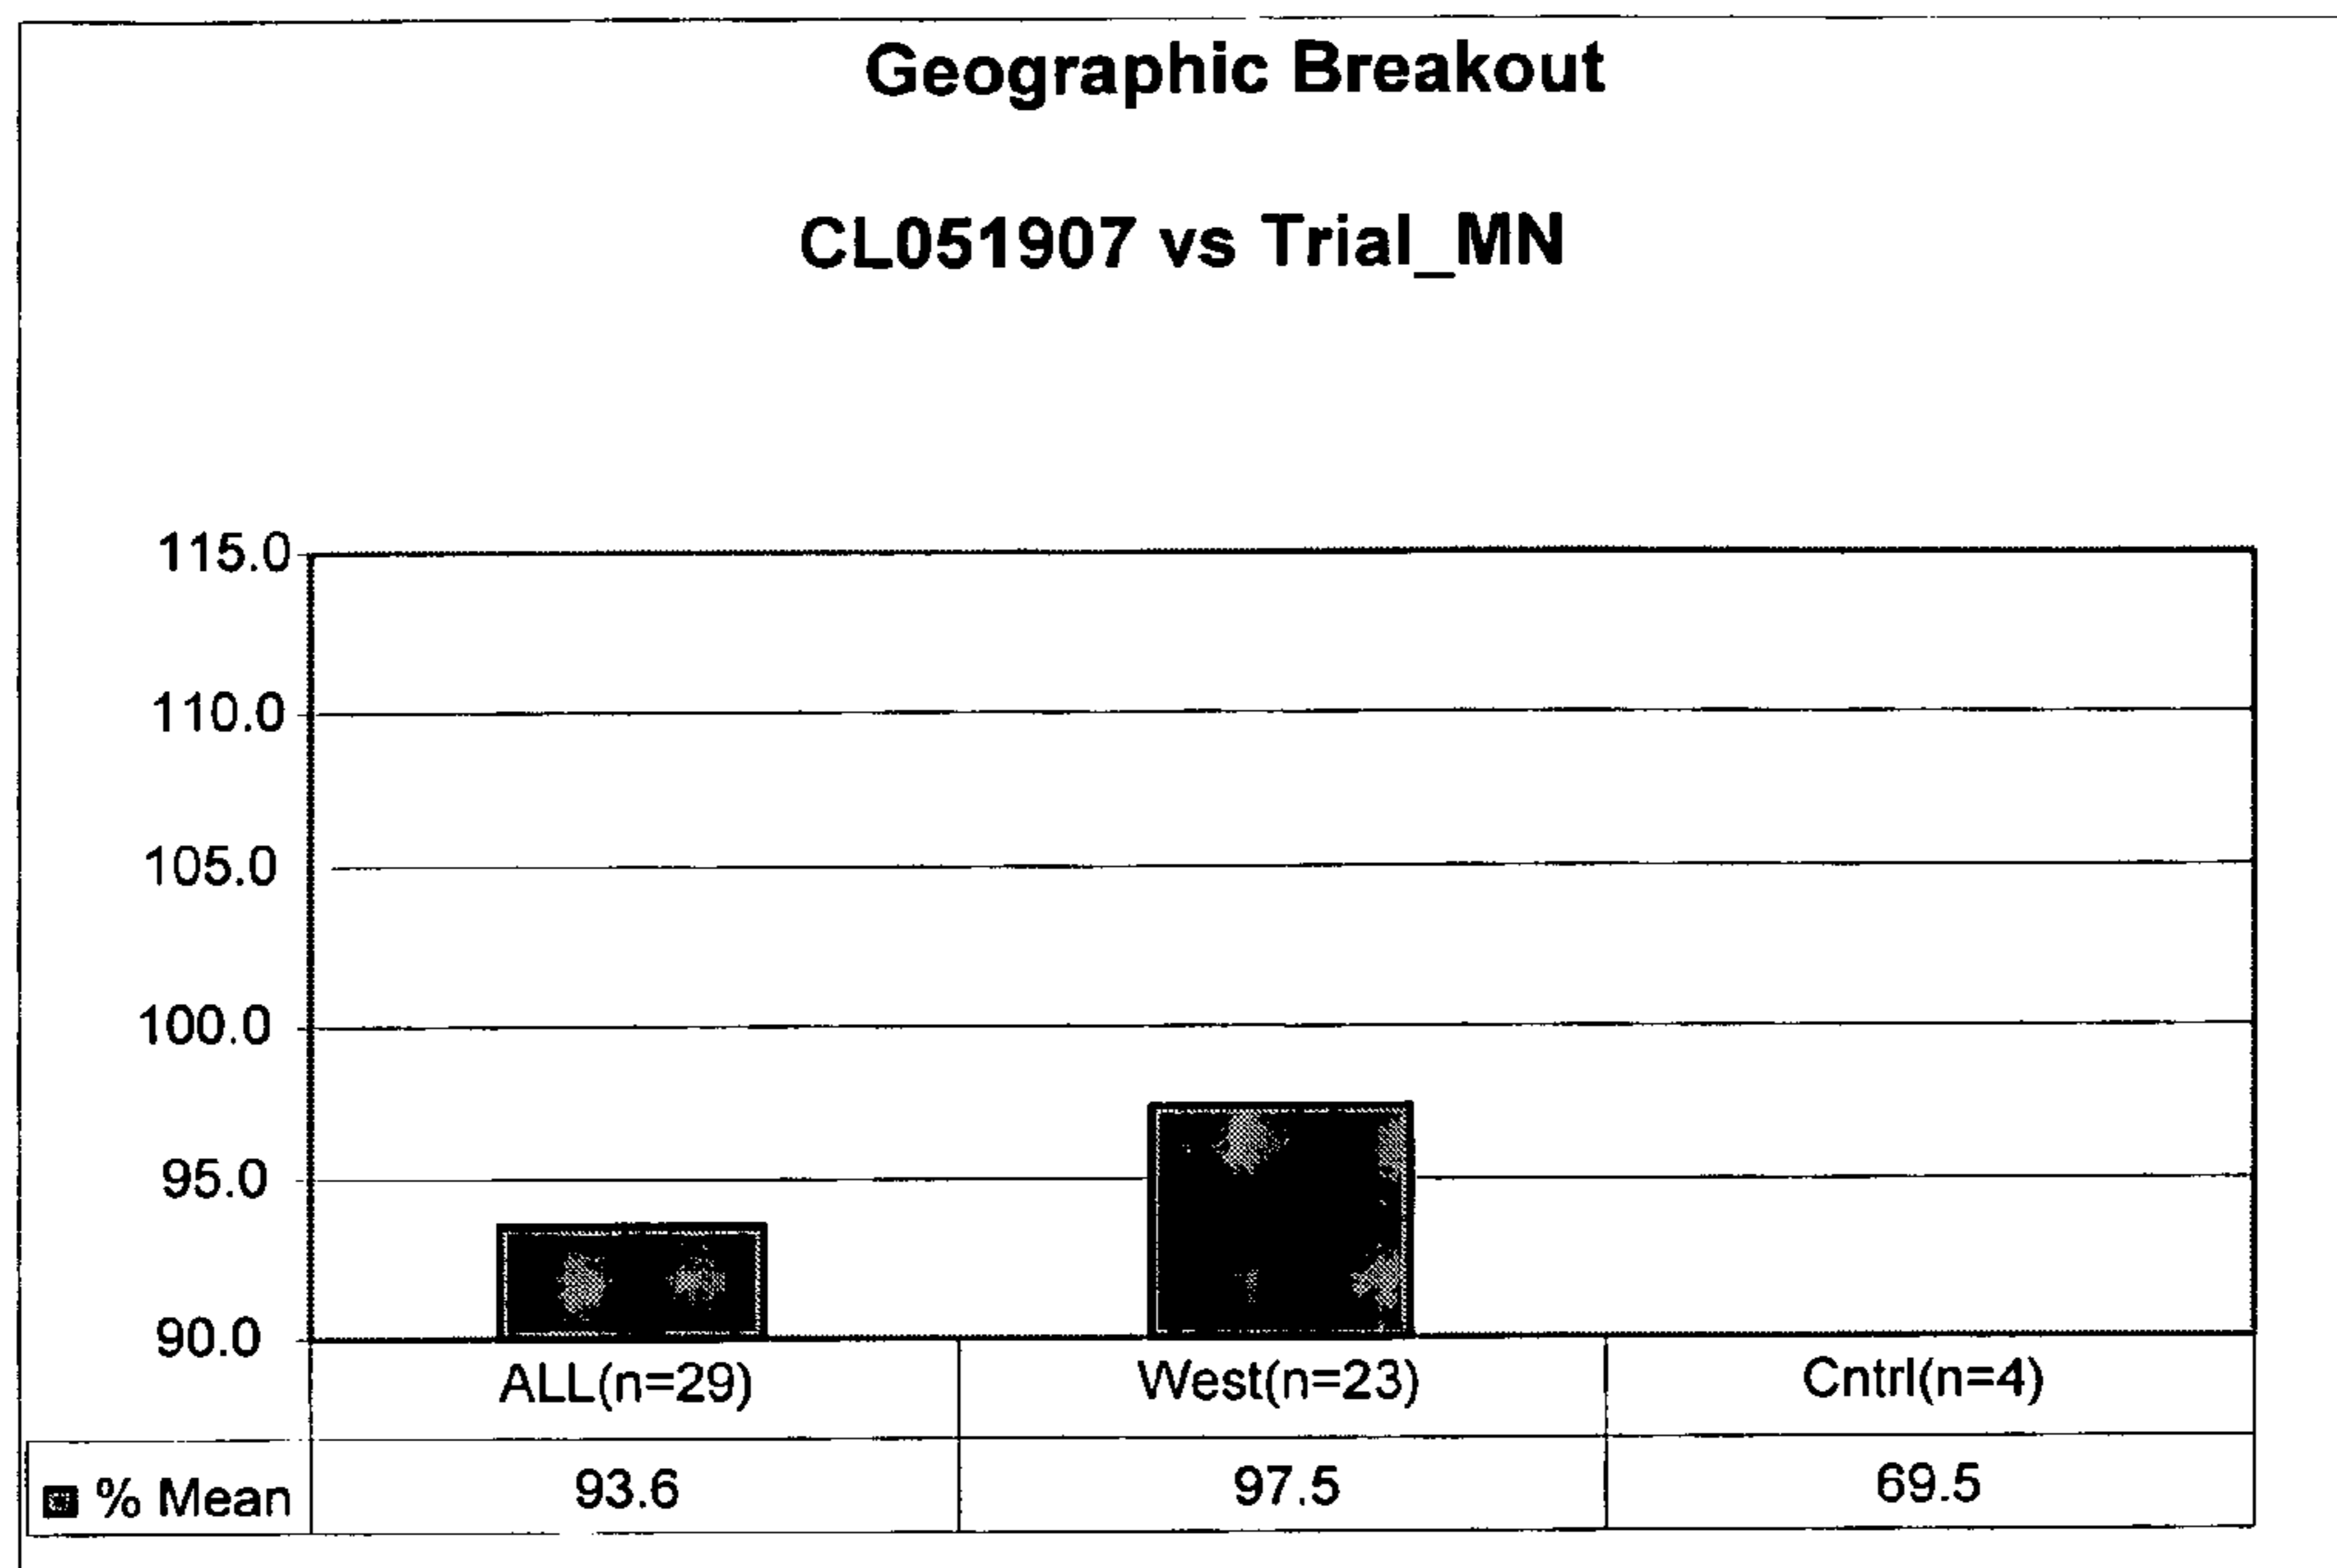 Geographic Breakout
CL051907 vs Trial_MN
115.0
110.0
105.0
100.0
95.0
90.0
ALL(n=29) West(n=23) Cntrl(n=4)
% Mean 93.6 97.5 69.5